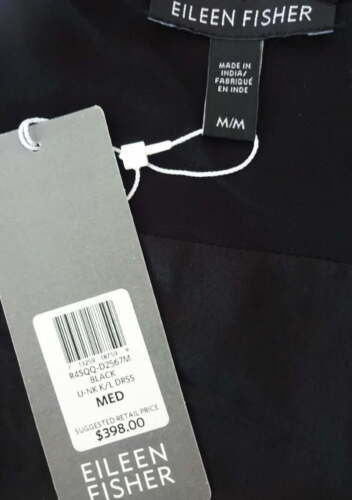 EILEEN FISHER
MADE IN
INDIA/
FABRIQUÉ
EN INDE
M/M
R4SQQ-D2567M
BLACK
U-NK K/L DRSS
MED
SUGGESTED RETAIL PRICE
$398.00
EILEEN
FISHER